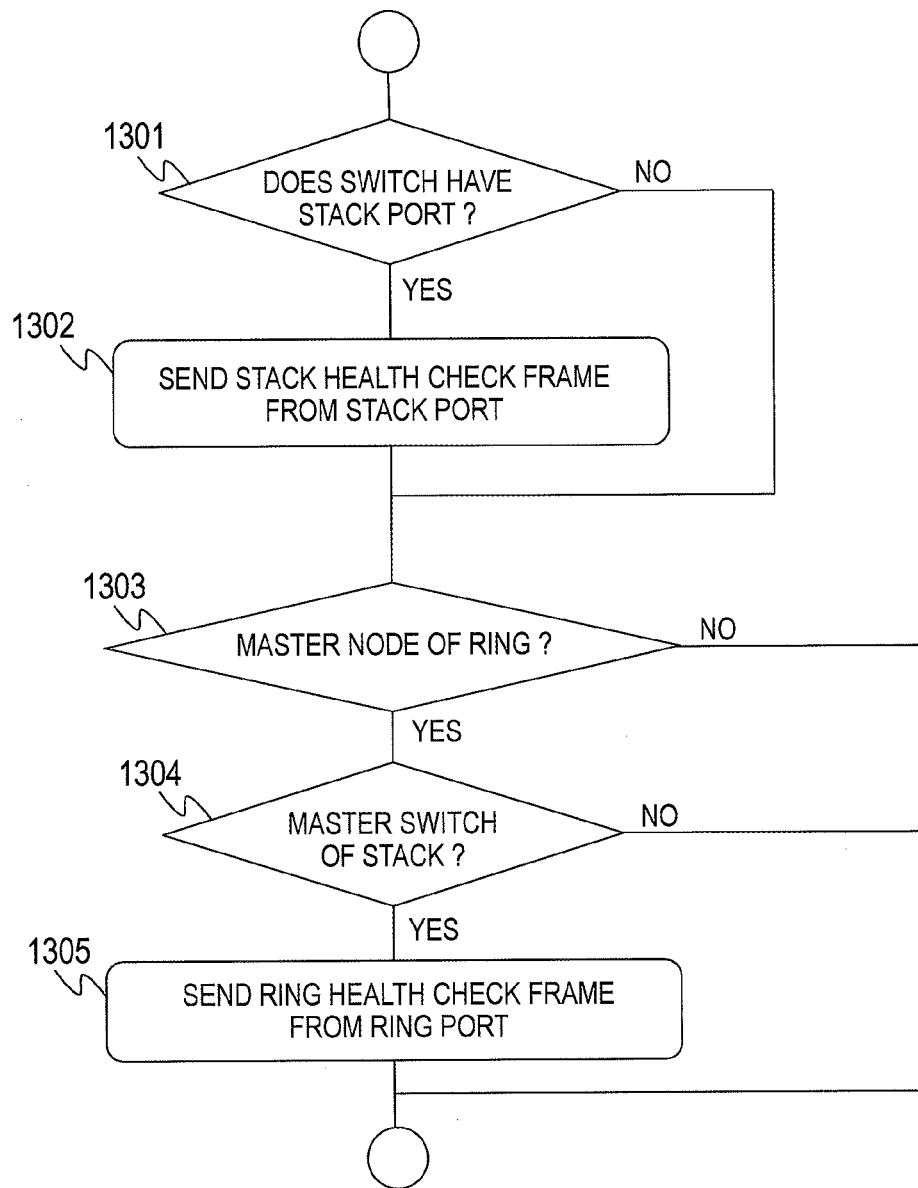 1301
DOES SWITCH HAVE
STACK PORT ?
NO
YES
1302
SEND STACK HEALTH CHECK FRAME
FROM STACK PORT
1303
MASTER NODE OF RING ?
NO
YES
1304
MASTER SWITCH
OF STACK ?
NO
YES
1305
SEND RING HEALTH CHECK FRAME
FROM RING PORT